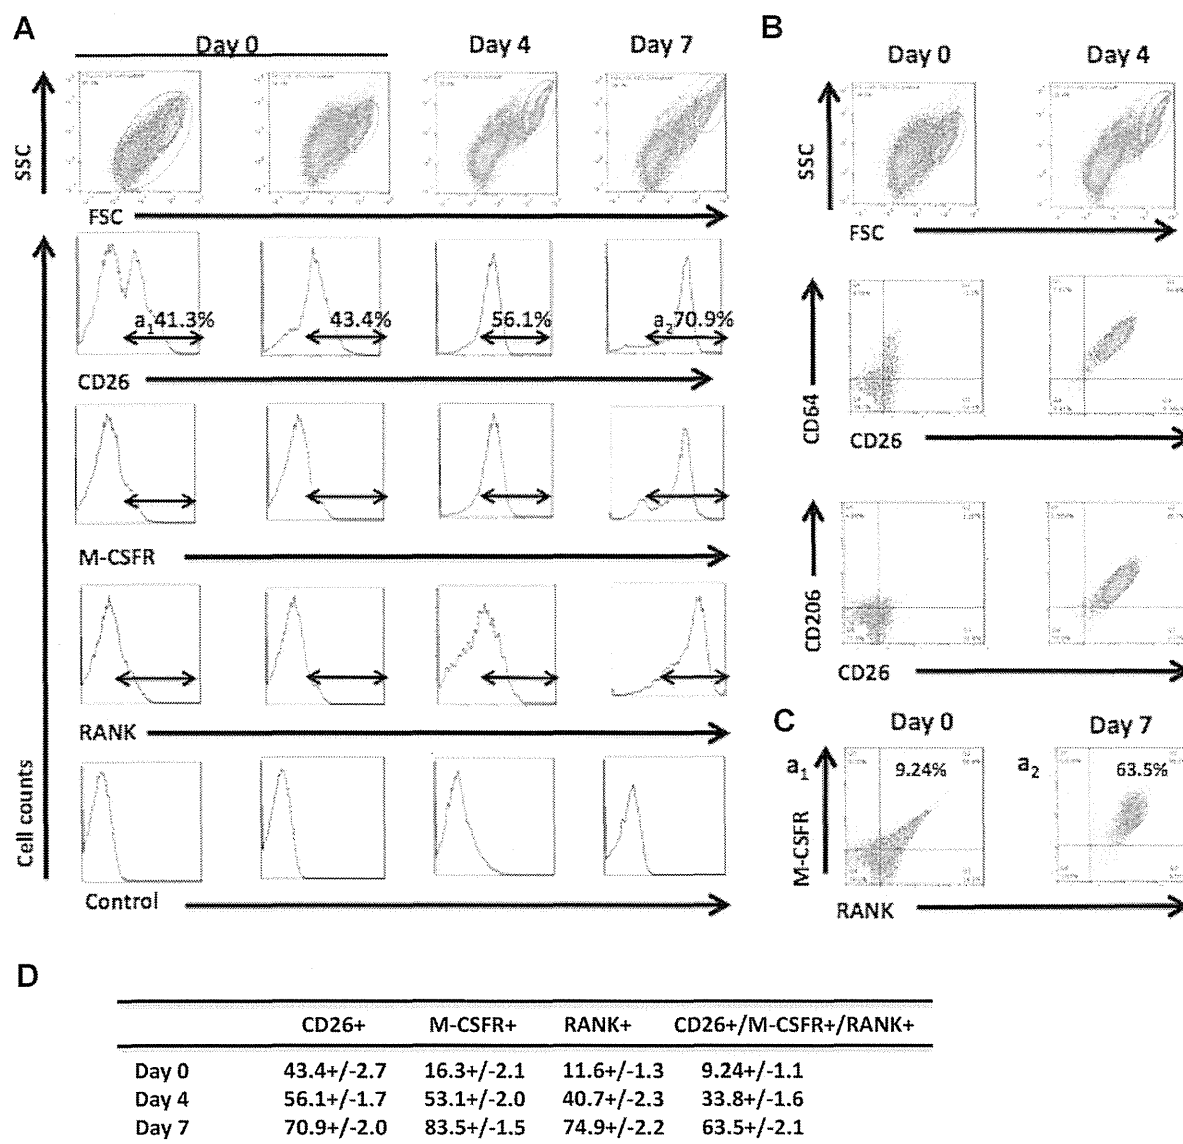 A
Day 0
Day 4
Day 7
SSC
FSC
a1 41.3%
43.4%
56.1%
a2 70.9%
CD26
M-CSFR
RANK
Cell counts
Control
B
Day 0
Day 4
SSC
FSC
CD64
CD26
CD206
CD26
C
Day 0
Day 7
a1
9.24%
a2
63.5%
M-CSFR
RANK
D
CD26+ M-CSFR+ RANK+ CD26+/M-CSFR+/RANK+
Day 0 43.4+/-2.7 16.3+/-2.1 11.6+/-1.3 9.24+/-1.1
Day 4 56.1+/-1.7 53.1+/-2.0 40.7+/-2.3 33.8+/-1.6
Day 7 70.9+/-2.0 83.5+/-1.5 74.9+/-2.2 63.5+/-2.1